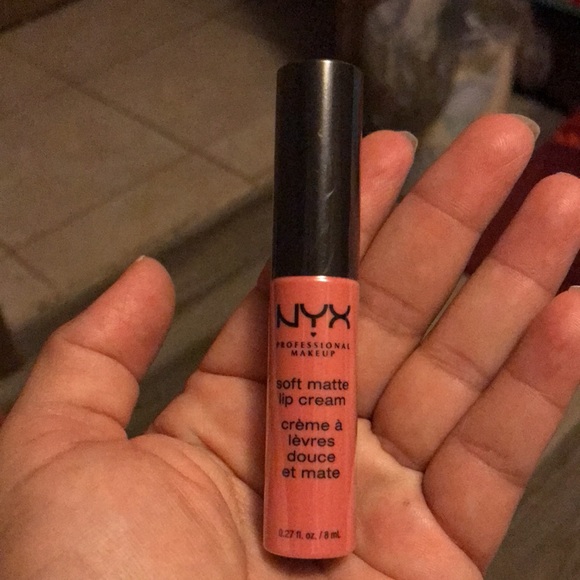 NYX
PROFESSIONAL
MAKEUP
soft matte
lip cream
crème à
lèvres
douce
et mate
0.27 fl. oz. / 8 mL